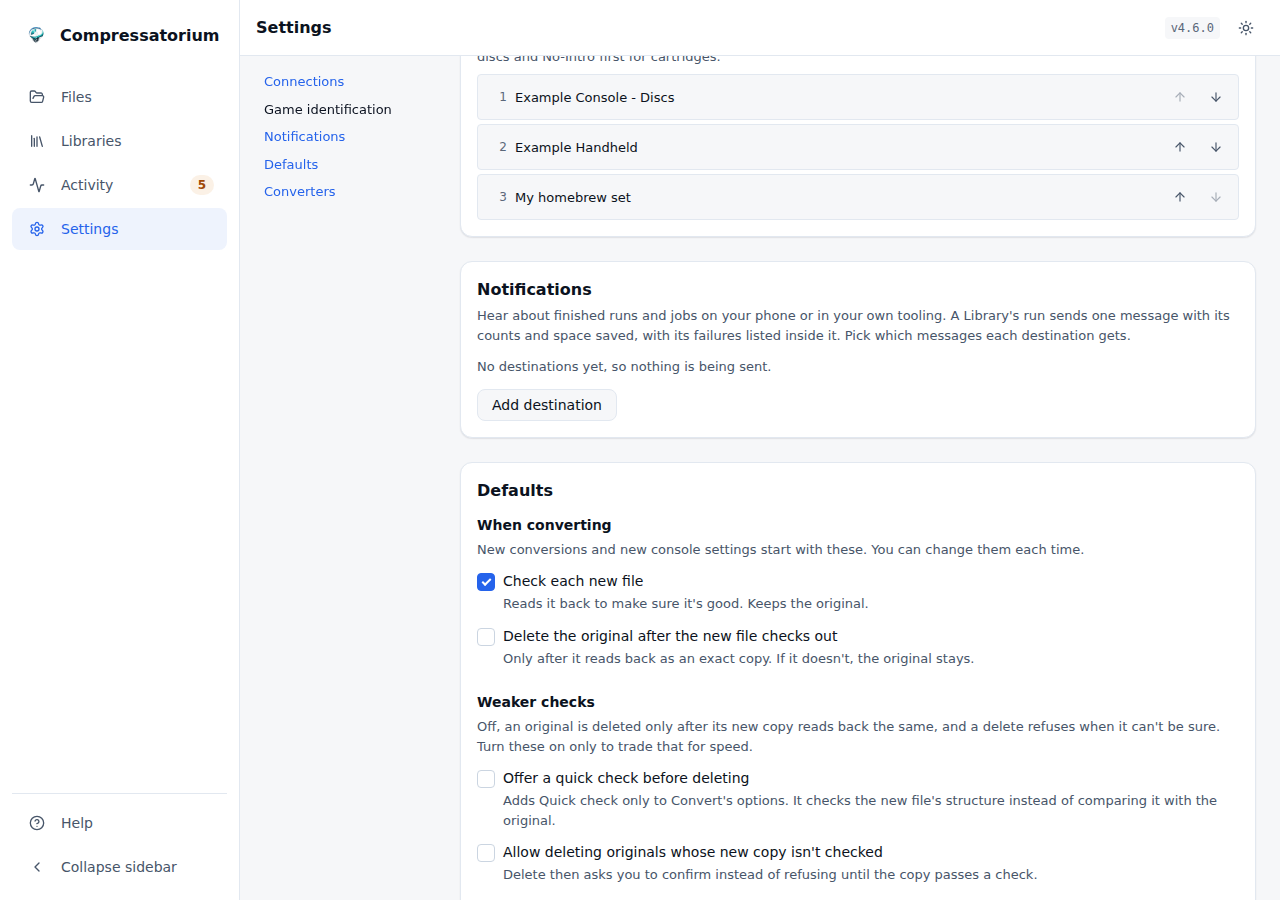 Compressatorium
Settings
v4.6.0
Files
Libraries
Activity
5
Settings
Help
Collapse sidebar
Connections
Game identification
Notifications
Defaults
Converters
discs and No-Intro first for cartridges.
1 Example Console - Discs
2 Example Handheld
3 My homebrew set
Notifications
Hear about finished runs and jobs on your phone or in your own tooling. A Library's run sends one message with its
counts and space saved, with its failures listed inside it. Pick which messages each destination gets.
No destinations yet, so nothing is being sent.
Add destination
Defaults
When converting
New conversions and new console settings start with these. You can change them each time.
Check each new file
Reads it back to make sure it's good. Keeps the original.
Delete the original after the new file checks out
Only after it reads back as an exact copy. If it doesn't, the original stays.
Weaker checks
Off, an original is deleted only after its new copy reads back the same, and a delete refuses when it can't be sure.
Turn these on only to trade that for speed.
Offer a quick check before deleting
Adds Quick check only to Convert's options. It checks the new file's structure instead of comparing it with the
original.
Allow deleting originals whose new copy isn't checked
Delete then asks you to confirm instead of refusing until the copy passes a check.